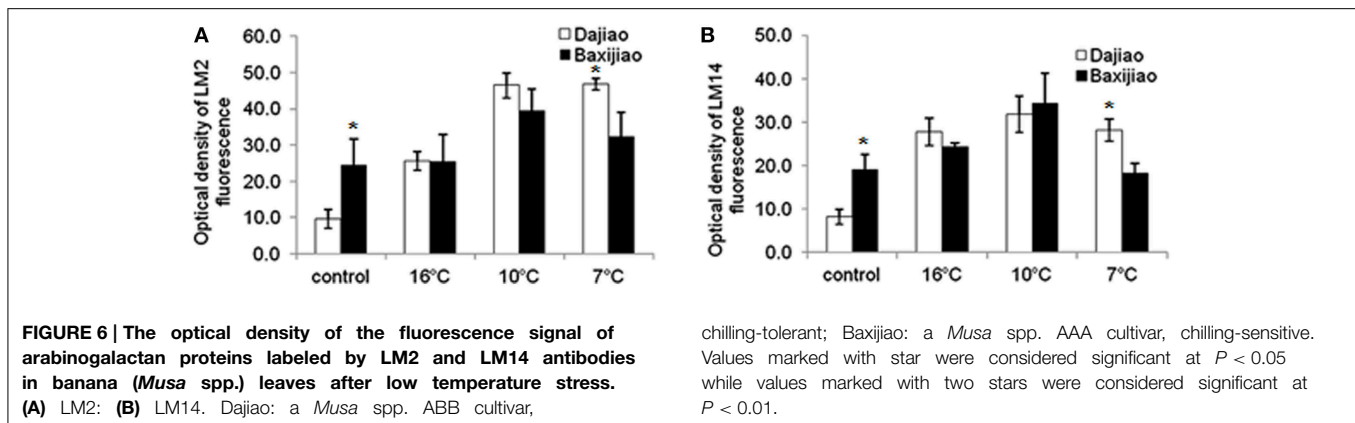 A
Optical density of LM2
fluorescence
60.0
50.0
40.0
30.0
20.0
10.0
0.0
Dajiao
Baxijiao
*
*
control
16°C
10°C
7°C
B
Optical density of LM14
fluorescence
50.0
40.0
30.0
20.0
10.0
0.0
Dajiao
Baxijiao
*
*
control
16°C
10°C
7°C
FIGURE 6 | The optical density of the fluorescence signal of
arabinogalactan proteins labeled by LM2 and LM14 antibodies
in banana (Musa spp.) leaves after low temperature stress.
(A) LM2: (B) LM14. Dajiao: a Musa spp. ABB cultivar,
chilling-tolerant; Baxijiao: a Musa spp. AAA cultivar, chilling-sensitive.
Values marked with star were considered significant at P < 0.05
while values marked with two stars were considered significant at
P < 0.01.